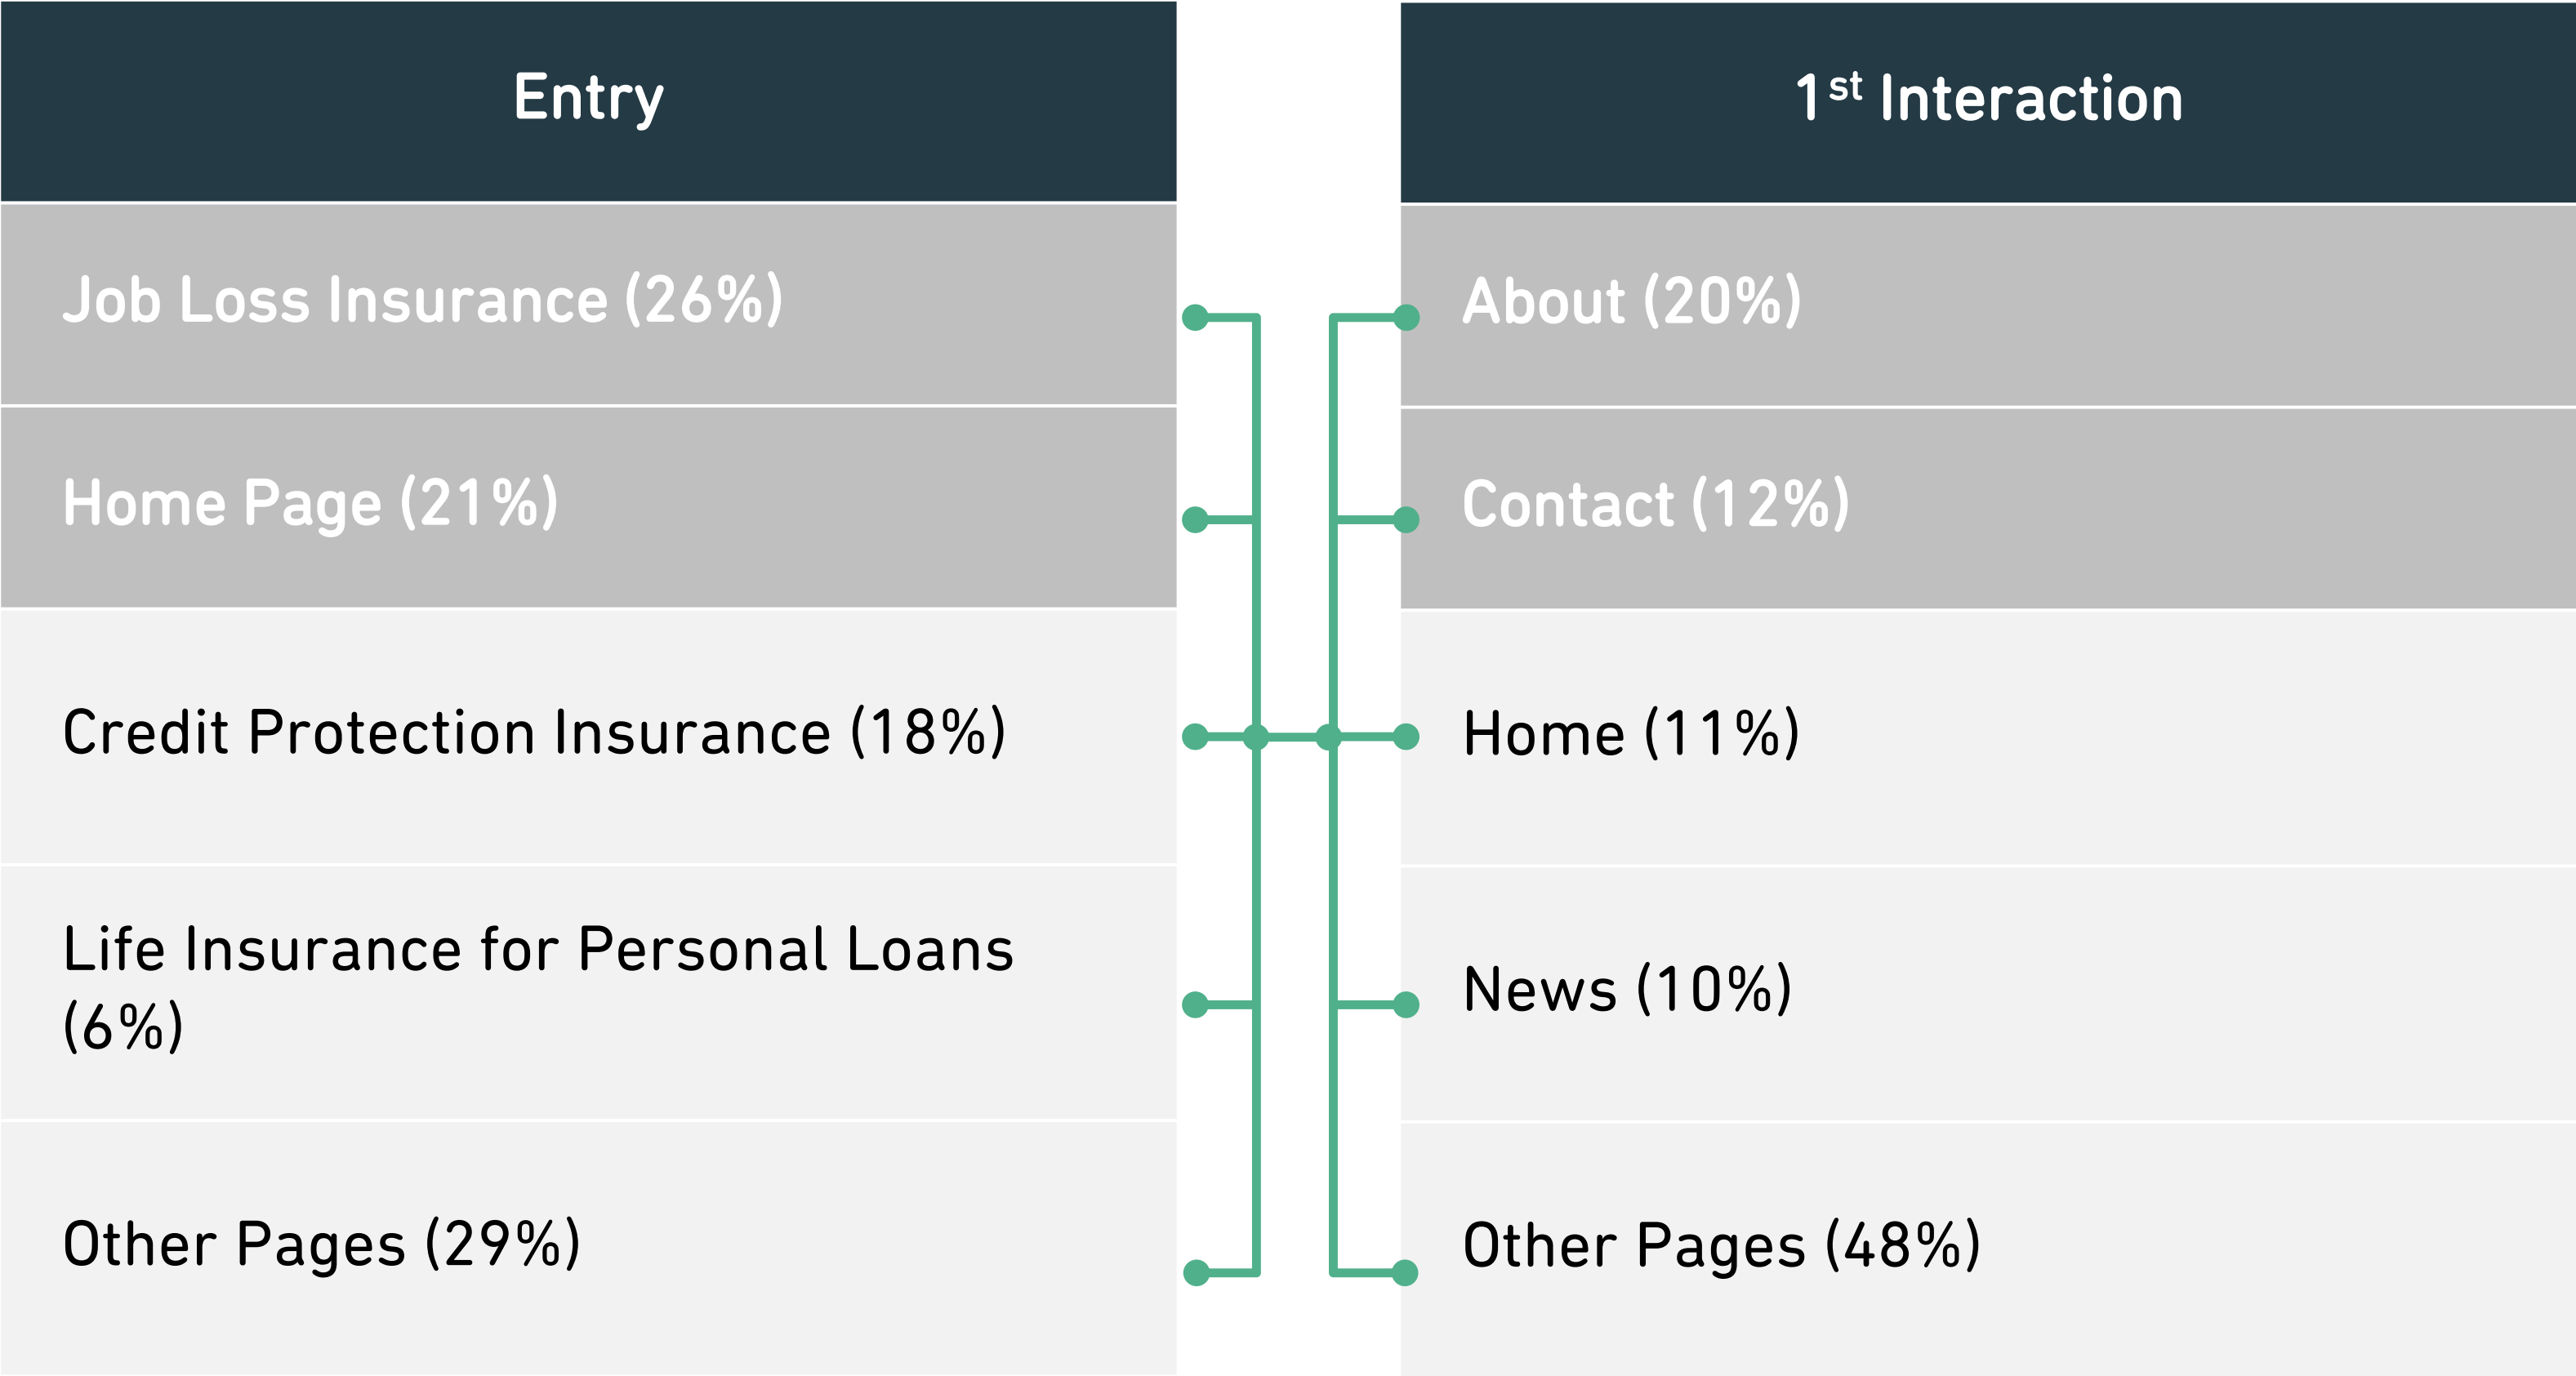 Entry
Job Loss Insurance (26%)
Home Page (21%)
Credit Protection Insurance (18%)
Life Insurance for Personal Loans
(6%)
Other Pages (29%)
1st Interaction
About (20%)
Contact (12%)
Home (11%)
News (10%)
Other Pages (48%)